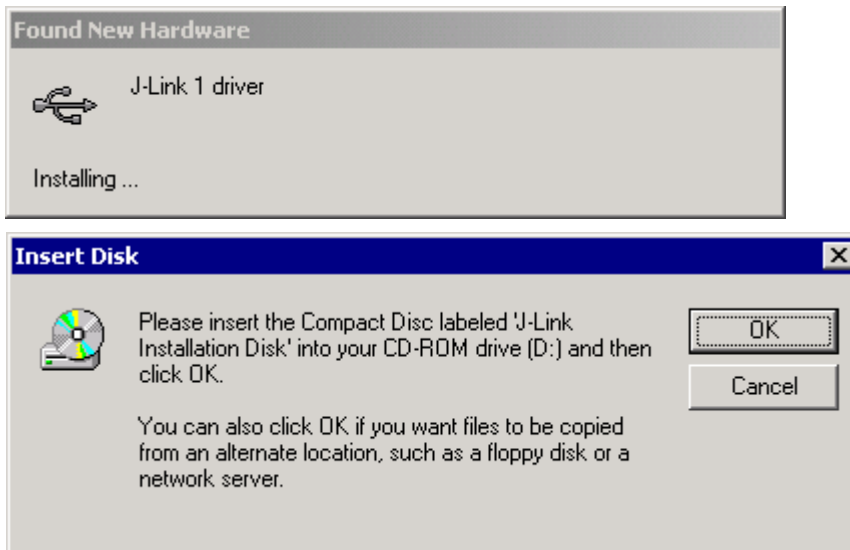 Found New Hardware
J-Link 1 driver
Installing ...
Insert Disk
Please insert the Compact Disc labeled 'J-Link
Installation Disk' into your CD-ROM drive (D:) and then
click OK.
You can also click OK if you want files to be copied
from an alternate location, such as a floppy disk or a
network server.
OK
Cancel